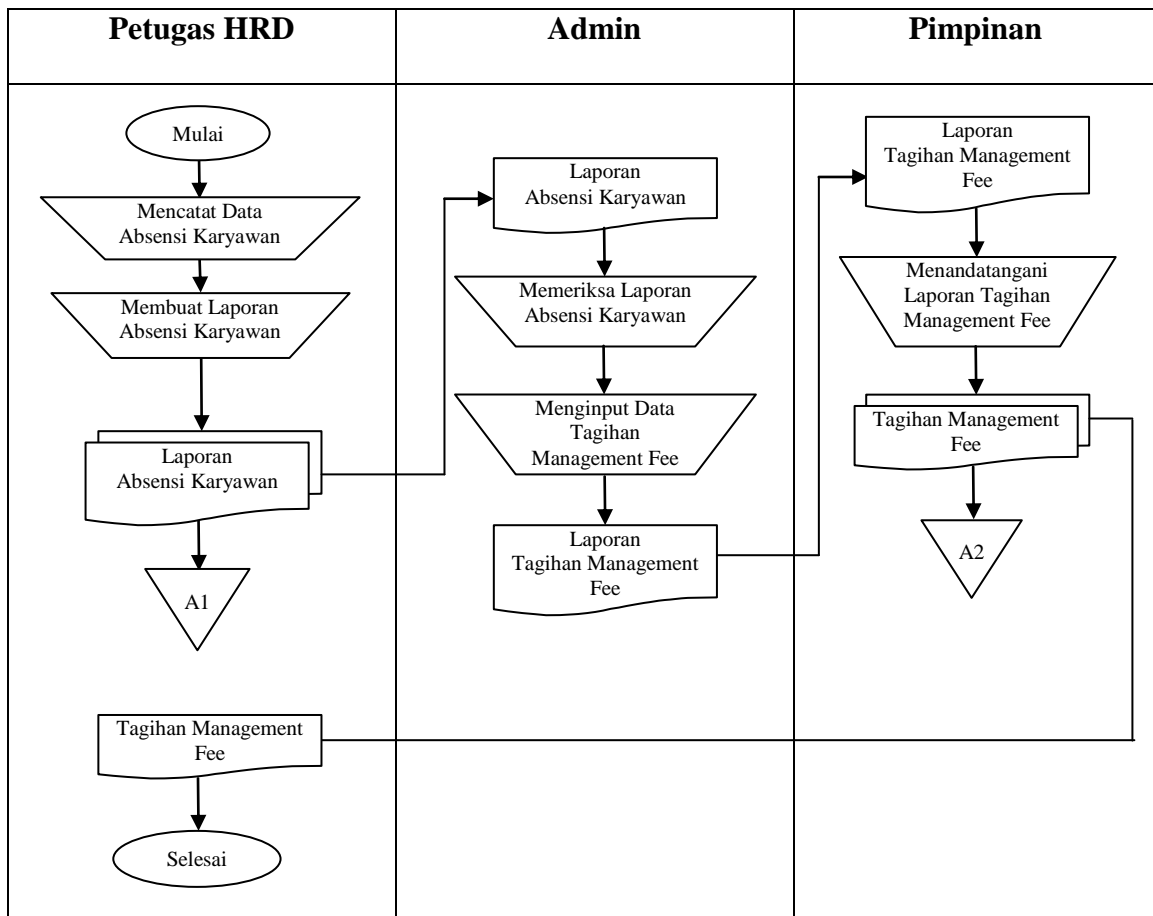 Petugas HRD
Admin
Pimpinan
Mulai
Mencatat Data
Absensi Karyawan
Membuat Laporan
Absensi Karyawan
Laporan
Absensi Karyawan
A1
Tagihan Management
Fee
Selesai
Laporan
Absensi Karyawan
Memeriksa Laporan
Absensi Karyawan
Menginput Data
Tagihan
Management Fee
Laporan
Tagihan Management
Fee
Laporan
Tagihan Management
Fee
Menandatangani
Laporan Tagihan
Management Fee
Tagihan Management
Fee
A2